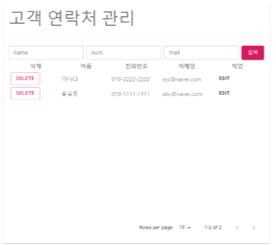 고객 연락처 관리
name num mail 입력
삭제 이름 전화번호 이메일 작업
DELETE 가나다 010-2222-2222 xyz@naver.com EDIT
DELETE 홍길동 010-1111-1111 abc@naver.com EDIT
Rows per page: 10 1-2 of 2